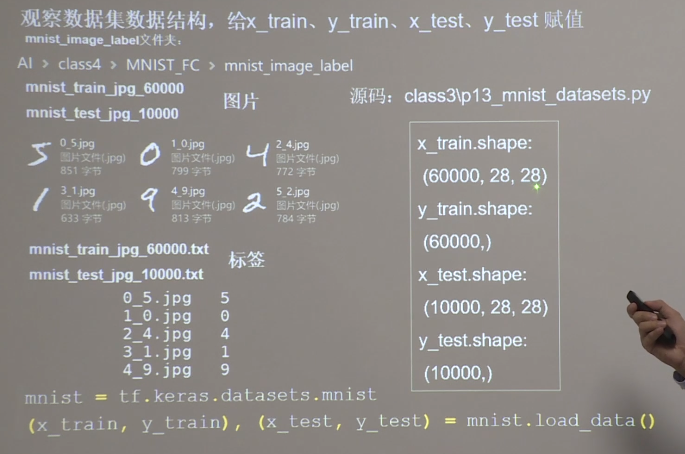 观察数据集数据结构，给x_train、y_train、x_test、y_test 赋值
mnist_image_label文件夹：
AI > class4 > MNIST_FC > mnist_image_label
mnist_train_jpg_60000
mnist_test_jpg_10000
图片
源码：class3\p13_mnist_datasets.py
5
0_5.jpg
图片文件(.jpg)
851 字节
0
1_0.jpg
图片文件(.jpg)
799 字节
4
2_4.jpg
图片文件(.jpg)
772 字节
1
3_1.jpg
图片文件(.jpg)
633 字节
9
4_9.jpg
图片文件(.jpg)
813 字节
2
5_2.jpg
图片文件(.jpg)
784 字节
mnist_train_jpg_60000.txt
mnist_test_jpg_10000.txt
标签
0_5.jpg 5
1_0.jpg 0
2_4.jpg 4
3_1.jpg 1
4_9.jpg 9
x_train.shape:
(60000, 28, 28)
y_train.shape:
(60000,)
x_test.shape:
(10000, 28, 28)
y_test.shape:
(10000,)
mnist = tf.keras.datasets.mnist
(x_train, y_train), (x_test, y_test) = mnist.load_data()